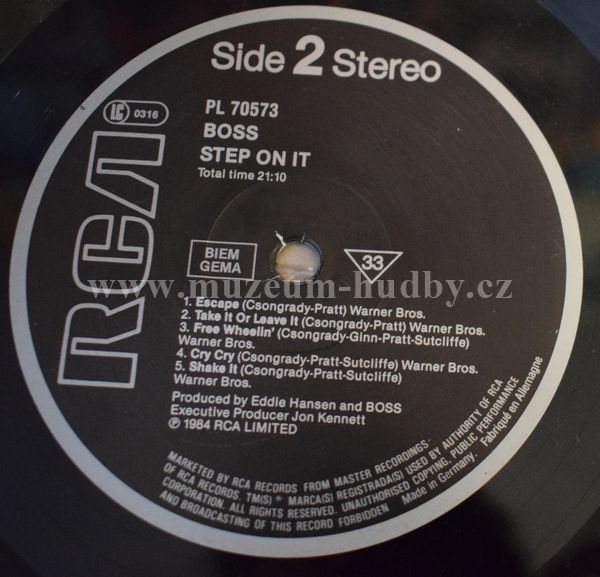 Side 2 Stereo
PL 70573
LC 0316
BOSS
STEP ON IT
Total time 21:10
RCA
BIEM
GEMA
33
www.muzeum-hudby.cz
1. Escape (Csongrady-Pratt) Warner Bros.
2. Take It Or Leave It (Csongrady-Pratt) Warner Bros.
3. Free Wheelin' (Csongrady-Ginn-Pratt-Sutcliffe)
Warner Bros.
4. Cry Cry (Csongrady-Pratt-Sutcliffe) Warner Bros.
5. Shake It (Csongrady-Pratt-Sutcliffe)
Warner Bros.
Produced by Eddie Hansen and BOSS
Executive Producer Jon Kennett
℗ 1984 RCA LIMITED
MARKETED BY RCA RECORDS FROM MASTER RECORDINGS
OF RCA RECORDS. TM(S) ® MARCA(S) REGISTRADA(S) USED BY AUTHORITY OF RCA
CORPORATION. ALL RIGHTS RESERVED. UNAUTHORISED COPYING, PUBLIC PERFORMANCE
AND BROADCASTING OF THIS RECORD FORBIDDEN
Made in Germany. Fabriqué en Allemagne